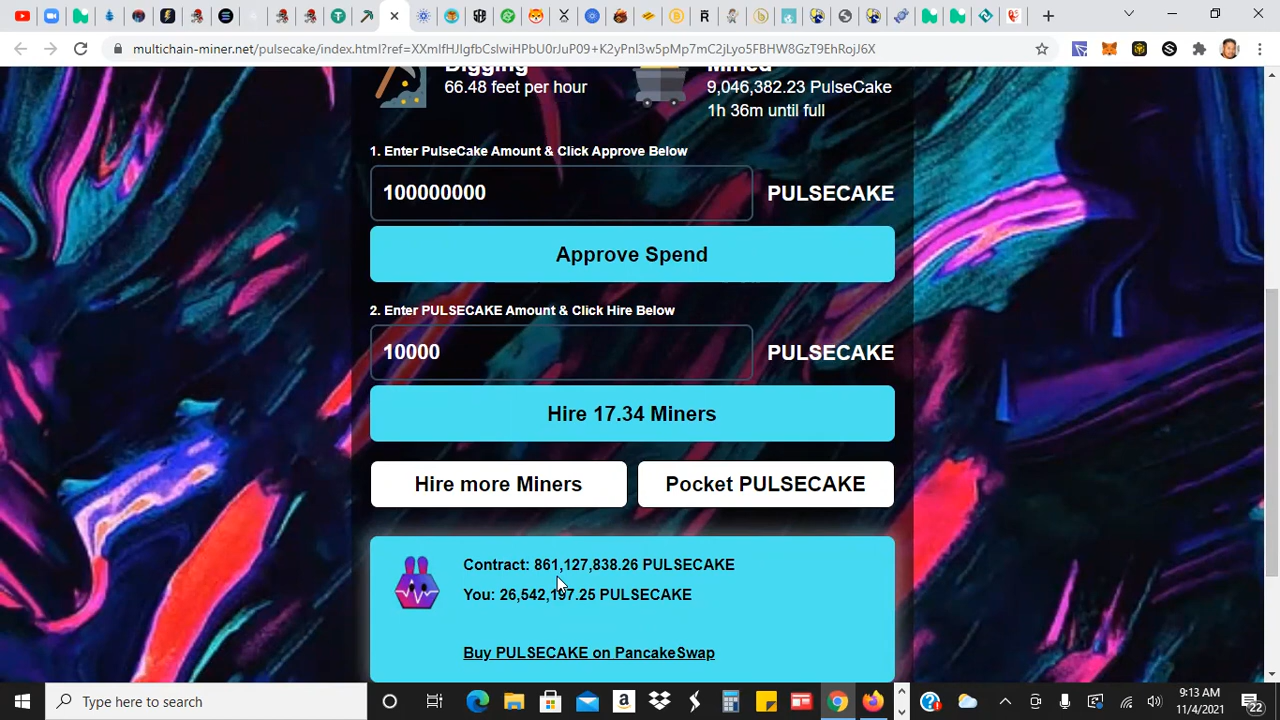 multichain-miner.net/pulsecake/index.html?ref=XXmlfHJIgfbCslwiHPbU0rJuP09+K2yPnl3w5pMp7mC2jLyo5FBHW8GzT9EhRojJ6X
Digging
66.48 feet per hour
Mined
9,046,382.23 PulseCake
1h 36m until full
1. Enter PulseCake Amount & Click Approve Below
100000000
PULSECAKE
Approve Spend
2. Enter PULSECAKE Amount & Click Hire Below
10000
PULSECAKE
Hire 17.34 Miners
Hire more Miners
Pocket PULSECAKE
Contract: 861,127,838.26 PULSECAKE
You: 26,542,197.25 PULSECAKE
Buy PULSECAKE on PancakeSwap
Type here to search
9:13 AM
11/4/2021
22